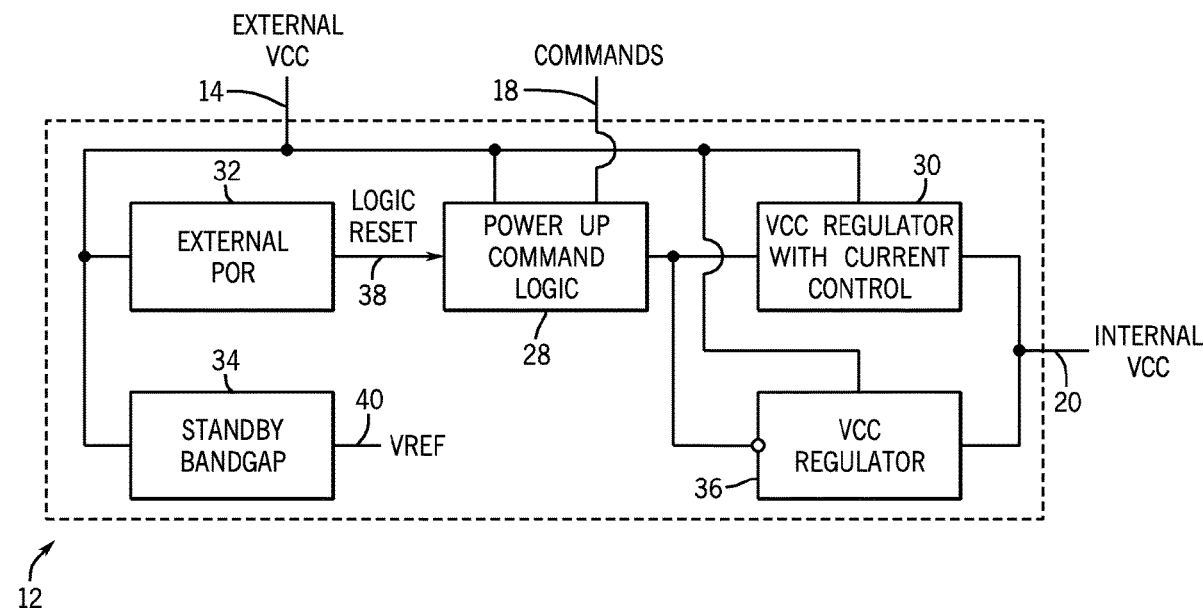 EXTERNAL
VCC
14
COMMANDS
18
32
EXTERNAL
POR
LOGIC
RESET
38
POWER UP
COMMAND
LOGIC
28
30
VCC REGULATOR
WITH CURRENT
CONTROL
INTERNAL
VCC
20
34
STANDBY
BANDGAP
40
VREF
VCC
REGULATOR
36
12